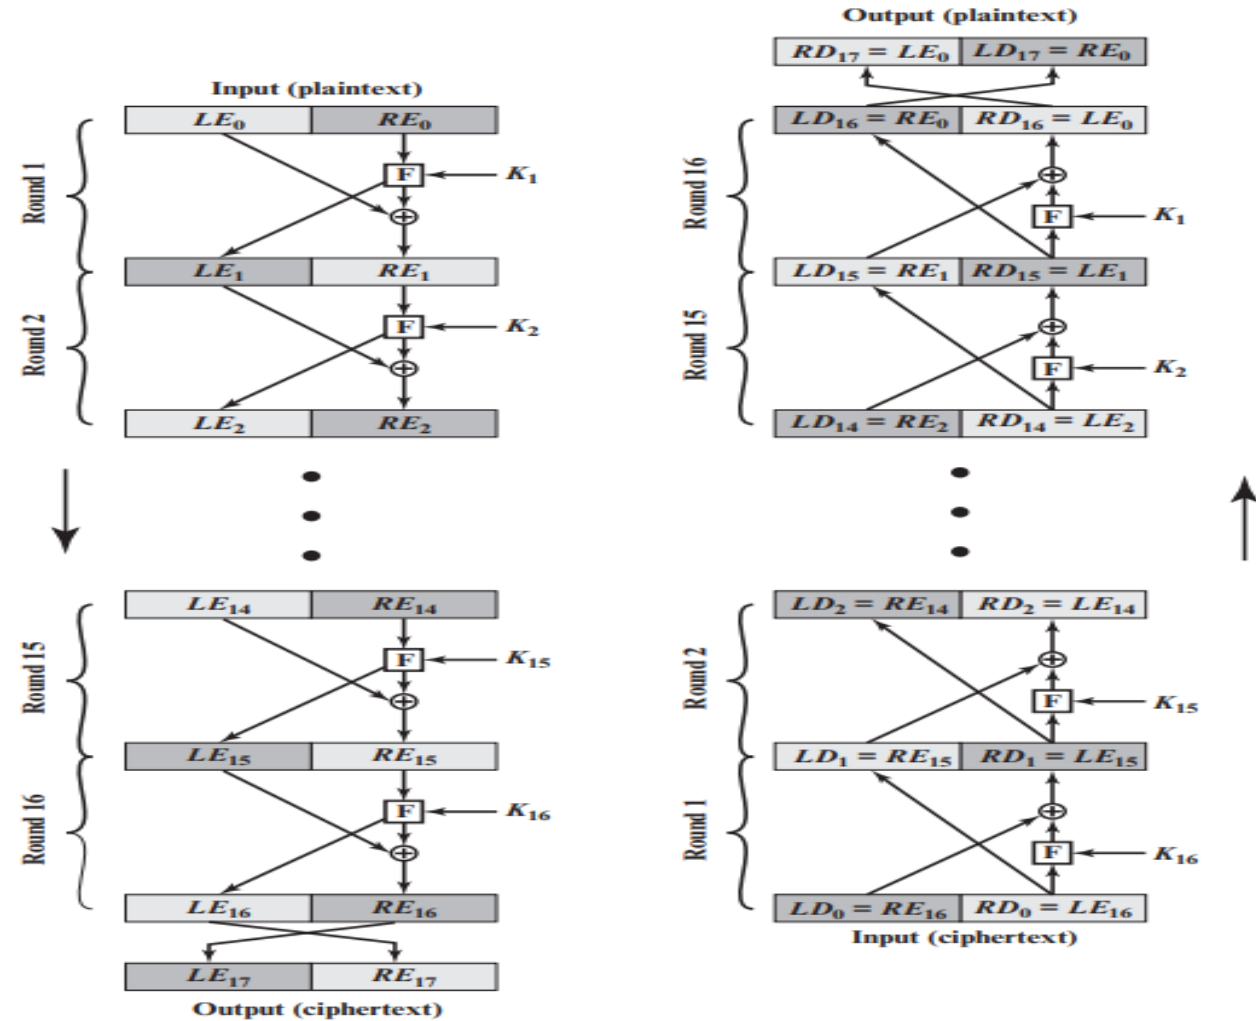 Input (plaintext)
LE₀ RE₀
Round 1
F K₁
LE₁ RE₁
Round 2
F K₂
LE₂ RE₂
LE₁₄ RE₁₄
Round 15
F K₁₅
LE₁₅ RE₁₅
Round 16
F K₁₆
LE₁₆ RE₁₆
LE₁₇ RE₁₇
Output (ciphertext)
Output (plaintext)
RD₁₇ = LE₀ LD₁₇ = RE₀
LD₁₆ = RE₀ RD₁₆ = LE₀
Round 16
F K₁
LD₁₅ = RE₁ RD₁₅ = LE₁
Round 15
F K₂
LD₁₄ = RE₂ RD₁₄ = LE₂
LD₂ = RE₁₄ RD₂ = LE₁₄
Round 2
F K₁₅
LD₁ = RE₁₅ RD₁ = LE₁₅
Round 1
F K₁₆
LD₀ = RE₁₆ RD₀ = LE₁₆
Input (ciphertext)